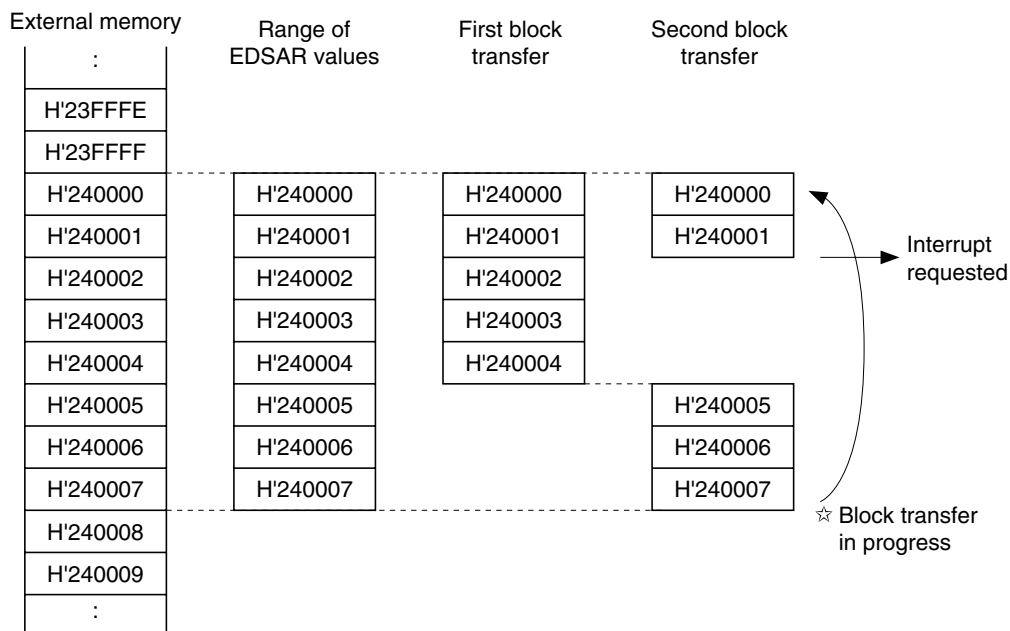 External memory
:
H'23FFFE
H'23FFFF
H'240000
H'240001
H'240002
H'240003
H'240004
H'240005
H'240006
H'240007
H'240008
H'240009
:
Range of
EDSAR values
H'240000
H'240001
H'240002
H'240003
H'240004
H'240005
H'240006
H'240007
First block
transfer
H'240000
H'240001
H'240002
H'240003
H'240004
Second block
transfer
H'240000
H'240001
H'240005
H'240006
H'240007
Interrupt
requested
☆ Block transfer
in progress